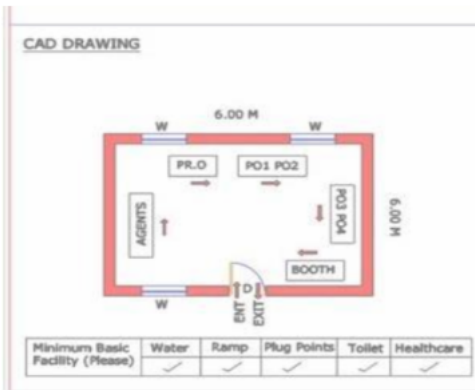 CAD DRAWING
6.00 M
W
W
PR.O
PO1 PO2
AGENTS
PO3 PO4
6.00 M
BOOTH
D
W
ENT
EXIT
Minimum Basic Facility (Please)
Water
Ramp
Plug Points
Toilet
Healthcare